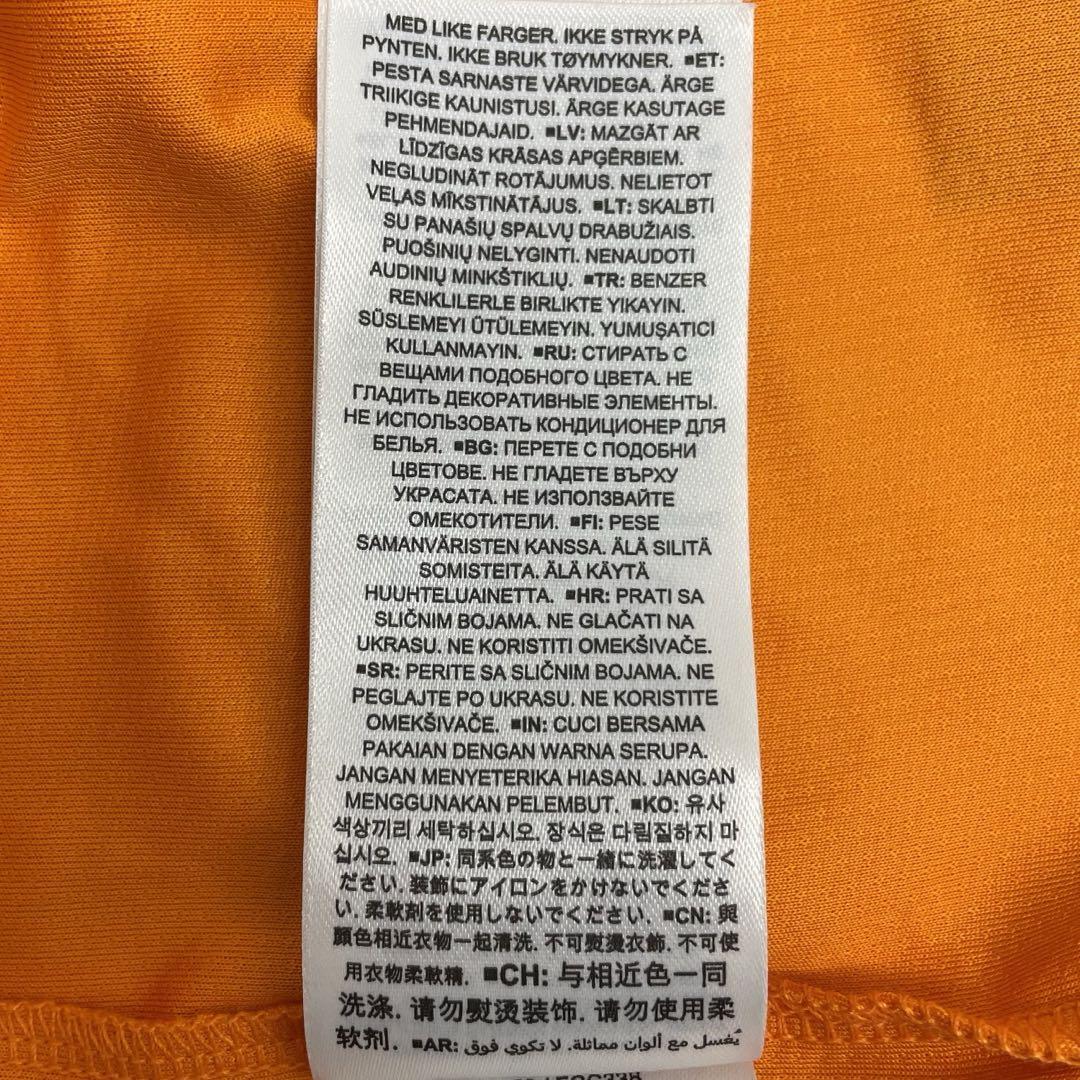 MED LIKE FARGER. IKKE STRYK PÅ
PYNTEN. IKKE BRUK TØYMYKNER. ■ET:
PESTA SARNASTE VÄRVIDEGA. ÄRGE
TRIIKIGE KAUNISTUSI. ÄRGE KASUTAGE
PEHMENDAJAID. ■LV: MAZGĀT AR
LĪDZĪGAS KRĀSAS APĢĒRBIEM.
NEGLUDINĀT ROTĀJUMUS. NELIETOT
VEĻAS MĪKSTINĀTĀJUS. ■LT: SKALBTI
SU PANAŠIŲ SPALVŲ DRABUŽIAIS.
PUOŠINIŲ NELYGINTI. NENAUDOTI
AUDINIŲ MINKŠTIKLIŲ. ■TR: BENZER
RENKLILERLE BIRLIKTE YIKAYIN.
SÜSLEMEYI ÜTÜLEMEYIN. YUMUŞATICI
KULLANMAYIN. ■RU: СТИРАТЬ С
ВЕЩАМИ ПОДОБНОГО ЦВЕТА. НЕ
ГЛАДИТЬ ДЕКОРАТИВНЫЕ ЭЛЕМЕНТЫ.
НЕ ИСПОЛЬЗОВАТЬ КОНДИЦИОНЕР ДЛЯ
БЕЛЬЯ. ■BG: ПЕРЕТЕ С ПОДОБНИ
ЦВЕТОВЕ. НЕ ГЛАДЕТЕ ВЪРХУ
УКРАСАТА. НЕ ИЗПОЛЗВАЙТЕ
ОМЕКОТИТЕЛИ. ■FI: PESE
SAMANVÄRISTEN KANSSA. ÄLÄ SILITÄ
SOMISTEITA. ÄLÄ KÄYTÄ
HUUHTELUAINETTA. ■HR: PRATI SA
SLIČNIM BOJAMA. NE GLAČATI NA
UKRASU. NE KORISTITI OMEKŠIVAČE.
■SR: PERITE SA SLIČNIM BOJAMA. NE
PEGLAJTE PO UKRASU. NE KORISTITE
OMEKŠIVAČE. ■IN: CUCI BERSAMA
PAKAIAN DENGAN WARNA SERUPA.
JANGAN MENYETERIKA HIASAN. JANGAN
MENGGUNAKAN PELEMBUT. ■KO: 유사
색상끼리 세탁하십시오. 장식은 다림질하지 마
십시오. ■JP: 同系色の物と一緒に洗濯してく
ださい. 装飾にアイロンをかけないでくださ
い. 柔軟剤を使用しないでください. ■CN: 與
顏色相近衣物一起清洗. 不可熨燙衣飾. 不可使
用衣物柔軟精. ■CH: 与相近色一同
洗涤. 请勿熨烫装饰. 请勿使用柔
软剂. ■AR: يُغسل مع ألوان مماثلة. لا تكوي فوق